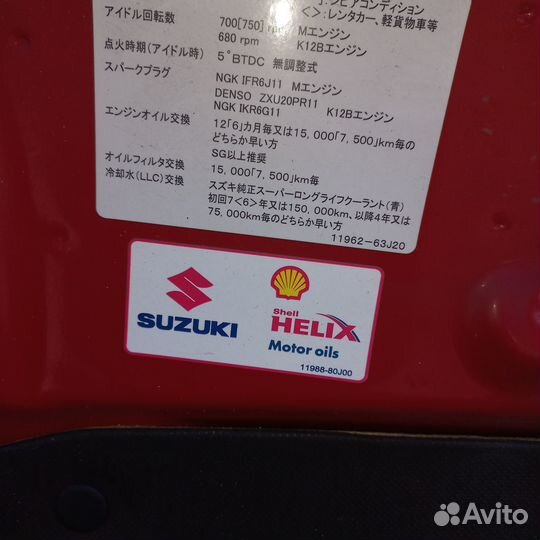 シビアコンディション
< >:レンタカー、軽貨物車等
アイドル回転数 700[750] rpm Mエンジン
680 rpm K12Bエンジン
点火時期(アイドル時) 5°BTDC 無調整式
スパークプラグ NGK IFR6J11 Mエンジン
DENSO ZXU20PR11 K12Bエンジン
NGK IKR6G11
エンジンオイル交換 12「6」カ月毎又は15,000「7,500」km毎の
どちらか早い方
SG以上推奨
オイルフィルタ交換 15,000「7,500」km毎
冷却水(LLC)交換 スズキ純正スーパーロングライフクーラント(青)
初回7<6>年又は150,000km、以降4年又は
75,000km毎のどちらか早い方
11962-63J20
SUZUKI
Shell
HELIX
Motor oils
11988-80J00
Avito